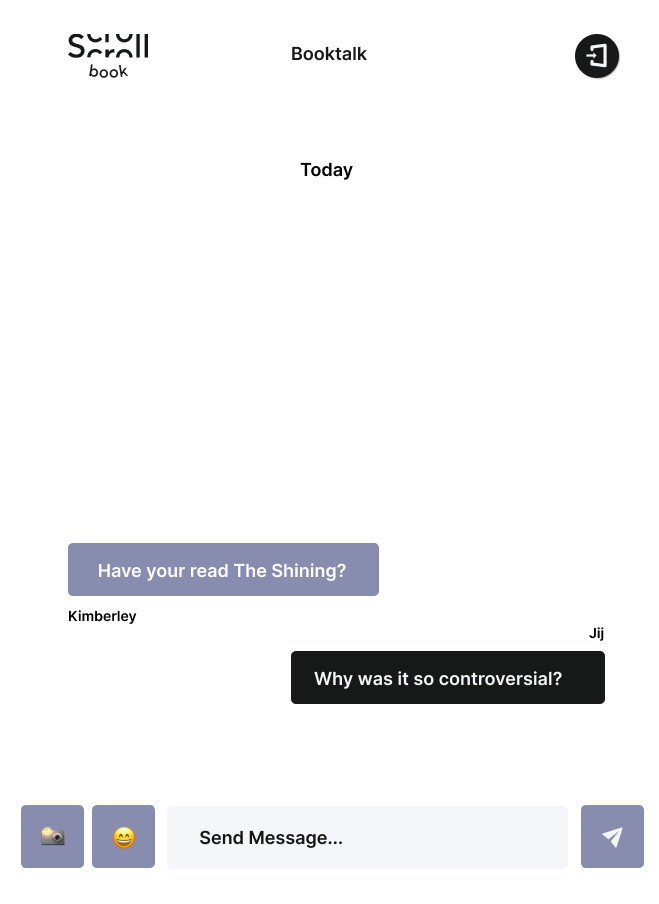 Scroll
book
Booktalk
Today
Have your read The Shining?
Kimberley
Jij
Why was it so controversial?
Send Message...